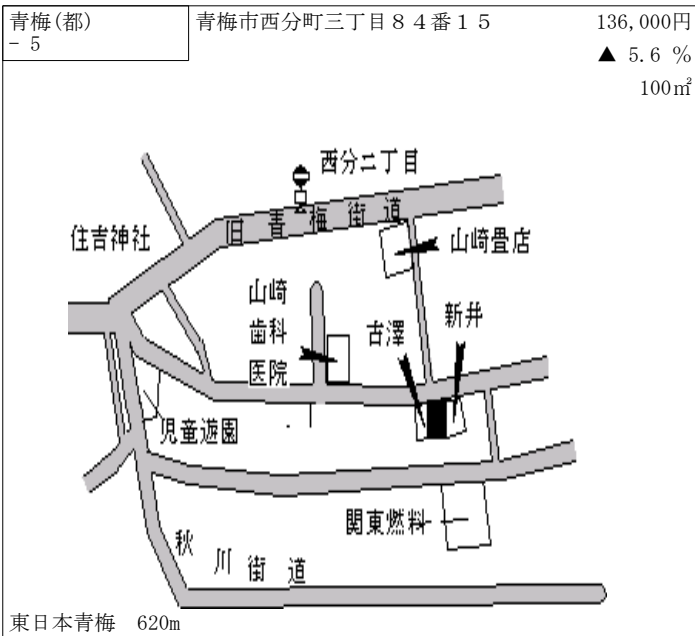 青梅(都)
- 5
青梅市西分町三丁目８４番１５
136,000円
▲ 5.6 %
100㎡
西分二丁目
旧青梅街道
住吉神社
山崎畳店
山崎
歯科
医院
古澤
新井
児童遊園
関東燃料
秋川街道
東日本青梅　620m